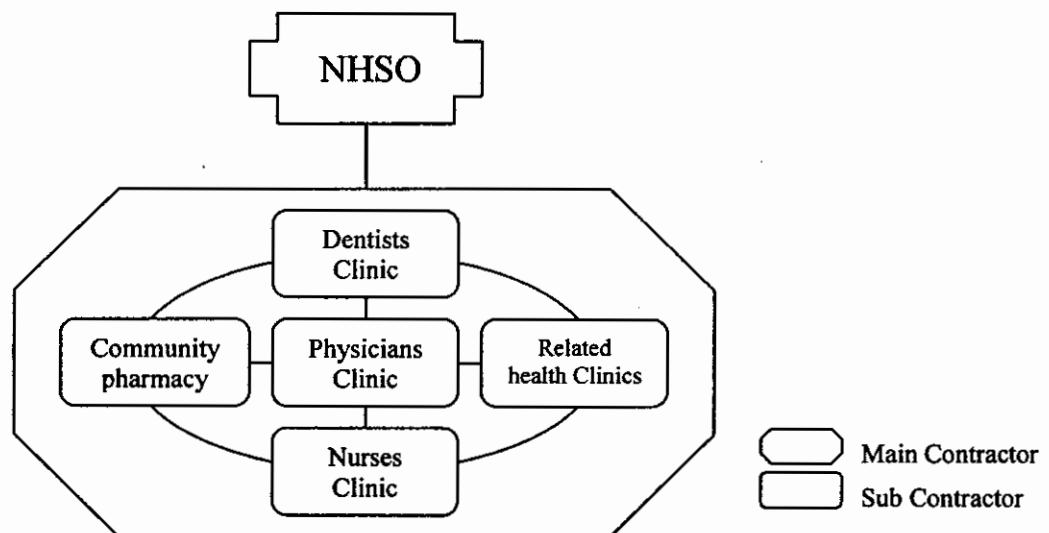 NHSO
Dentists
Clinic
Community
pharmacy
Physicians
Clinic
Related
health Clinics
Nurses
Clinic
Main Contractor
Sub Contractor